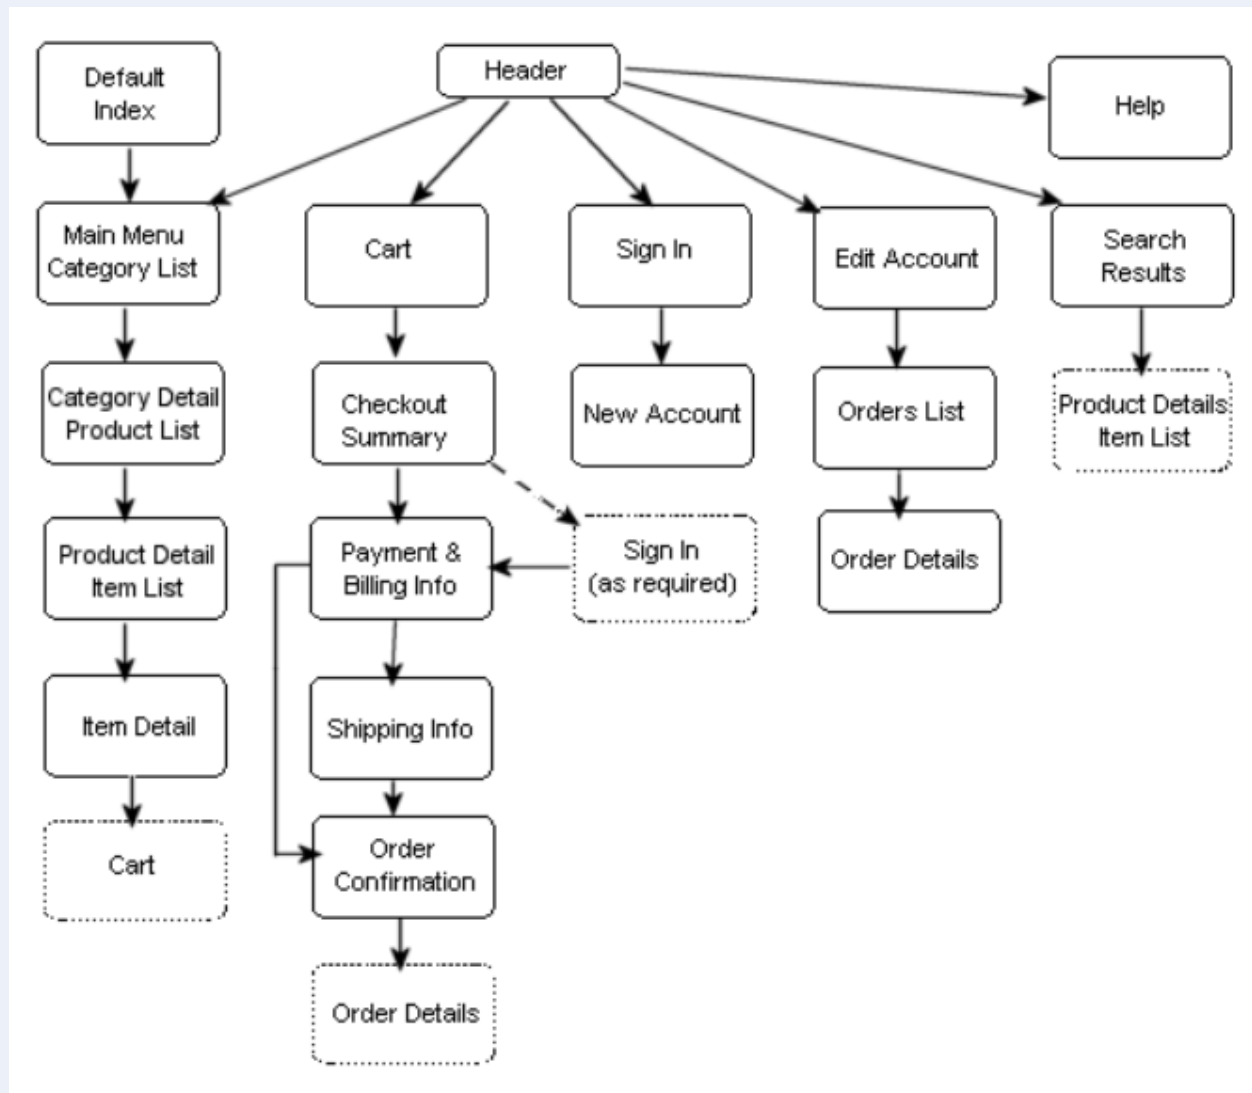 Default
Index
Header
Help
Main Menu
Category List
Cart
Sign In
Edit Account
Search
Results
Category Detail
Product List
Checkout
Summary
New Account
Orders List
Product Details
Item List
Product Detail
Item List
Payment &
Billing Info
Sign In
(as required)
Order Details
Item Detail
Shipping Info
Cart
Order
Confirmation
Order Details